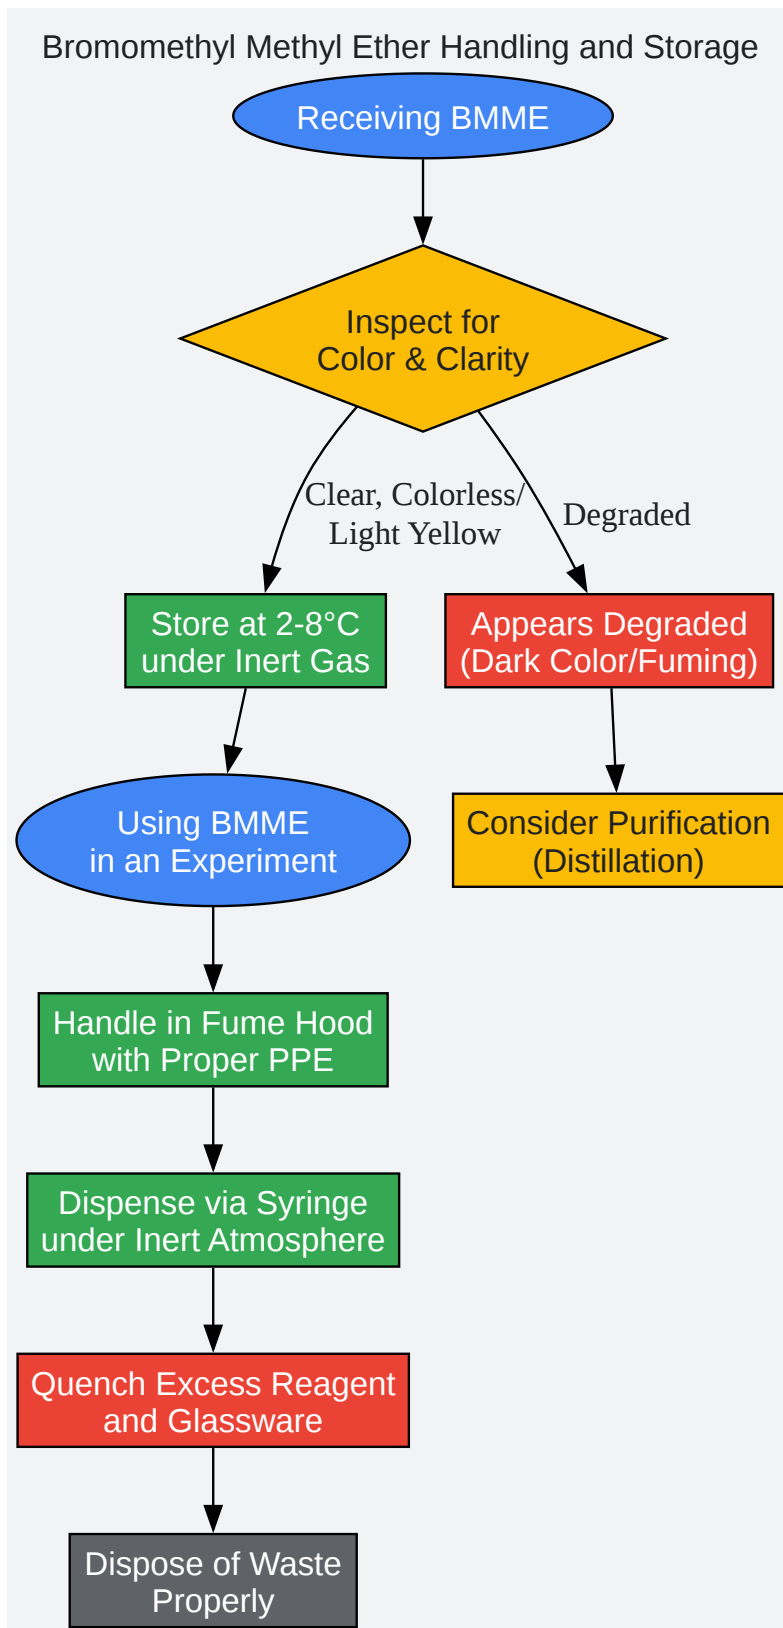 Bromomethyl Methyl Ether Handling and Storage
Receiving BMME
Inspect for
Color & Clarity
Clear, Colorless/
Light Yellow
Degraded
Store at 2-8°C
under Inert Gas
Appears Degraded
(Dark Color/Fuming)
Using BMME
in an Experiment
Consider Purification
(Distillation)
Handle in Fume Hood
with Proper PPE
Dispense via Syringe
under Inert Atmosphere
Quench Excess Reagent
and Glassware
Dispose of Waste
Properly